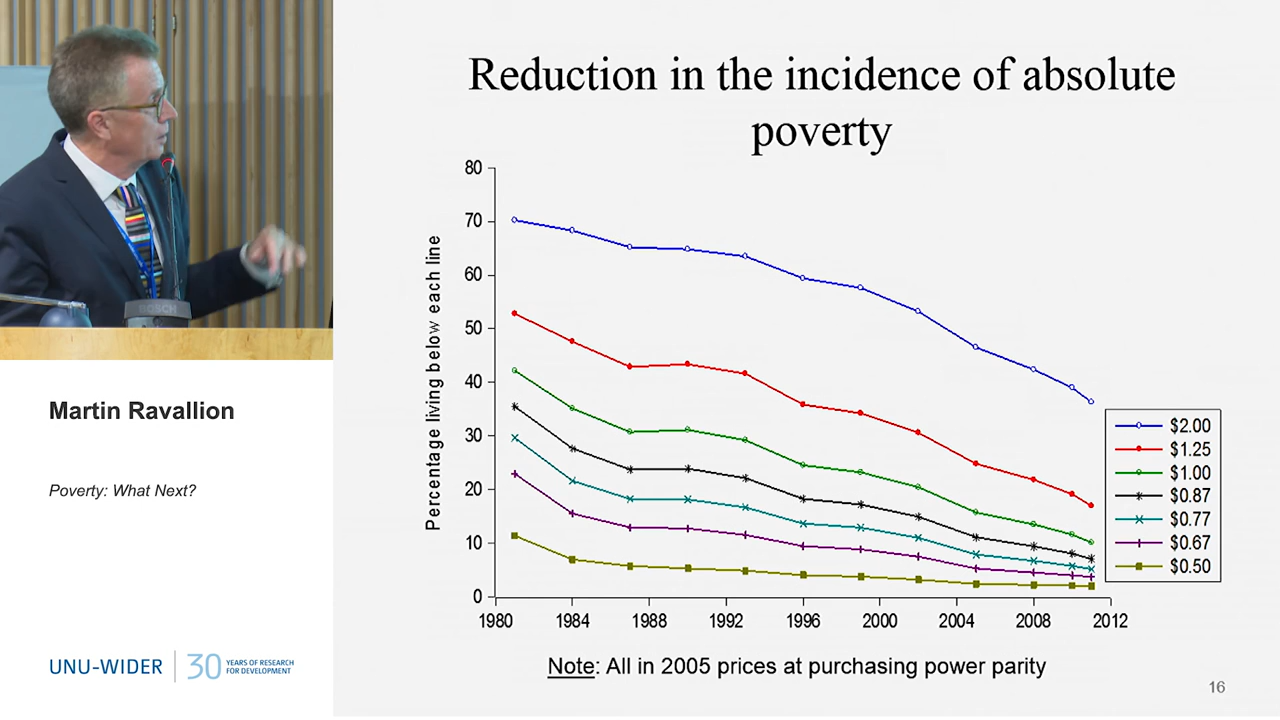 BOSCH
Martin Ravallion
Poverty: What Next?
UNU-WIDER
30
YEARS OF RESEARCH
FOR DEVELOPMENT
Reduction in the incidence of absolute
poverty
Percentage living below each line
80
70
60
50
40
30
20
10
0
1980 1984 1988 1992 1996 2000 2004 2008 2012
$2.00
$1.25
$1.00
$0.87
$0.77
$0.67
$0.50
Note: All in 2005 prices at purchasing power parity
16